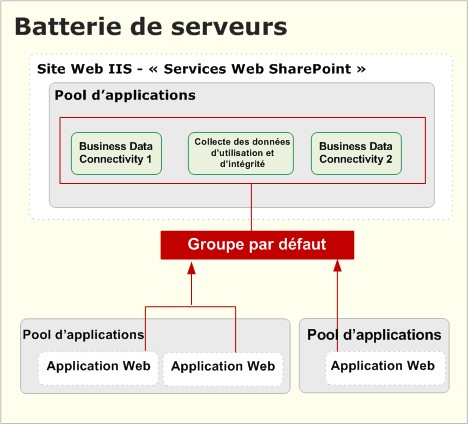 Batterie de serveurs
Site Web IIS - « Services Web SharePoint »
Pool d'applications
Business Data
Connectivity 1
Collecte des données
d'utilisation et
d'intégrité
Business Data
Connectivity 2
Groupe par défaut
Pool d'applications
Application Web
Application Web
Pool d'applications
Application Web